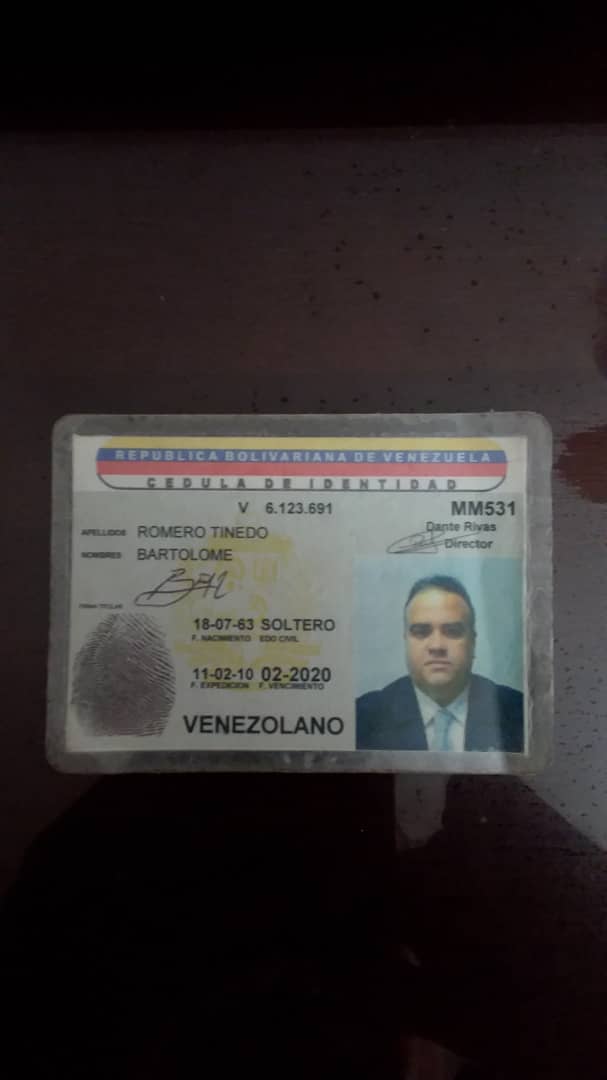 REPUBLICA BOLIVARIANA DE VENEZUELA
CEDULA DE IDENTIDAD
V 6.123.691
MM531
APELLIDOS ROMERO TINEDO
Dante Rivas
NOMBRES BARTOLOME
Director
FIRMA TITULAR
18-07-63 SOLTERO
F. NACIMIENTO EDO CIVIL
11-02-10 02-2020
F. EXPEDICION F. VENCIMIENTO
VENEZOLANO